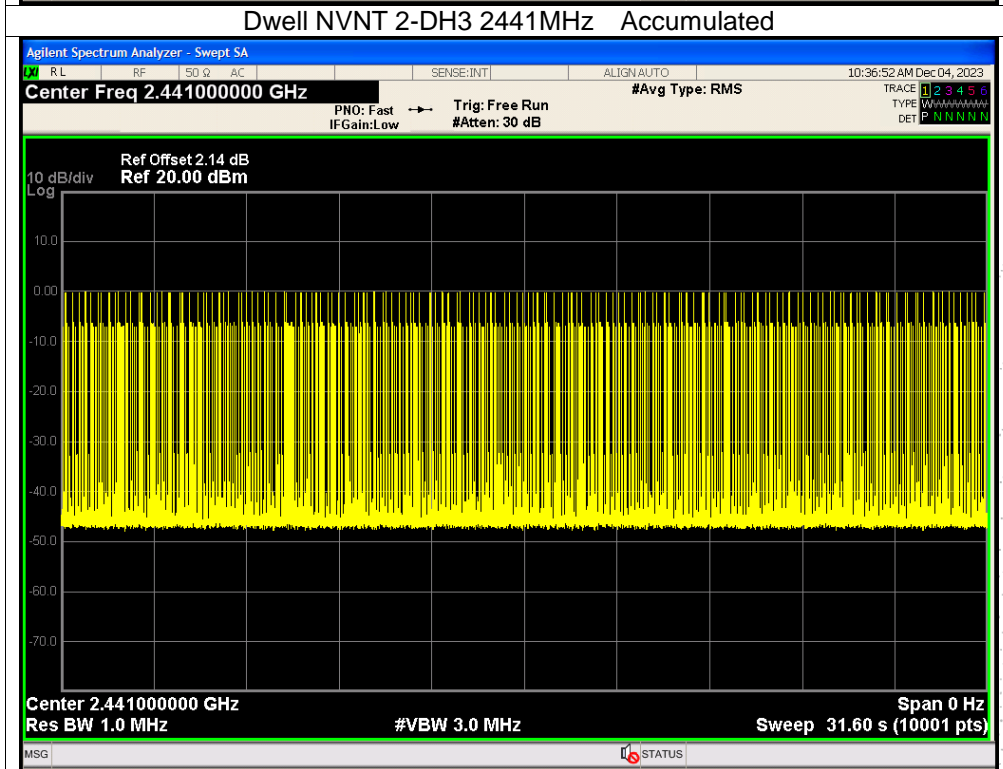 Dwell NVNT 2-DH3 2441MHz Accumulated
Agilent Spectrum Analyzer - Swept SA
LXI RL RF 50 Ω AC SENSE:INT ALIGN AUTO 10:36:52 AM Dec 04, 2023
Center Freq 2.441000000 GHz #Avg Type: RMS TRACE 1 2 3 4 5 6
PNO: Fast Trig: Free Run TYPE WWWWWW
IFGain:Low #Atten: 30 dB DET P N N N N N
Ref Offset 2.14 dB
10 dB/div Ref 20.00 dBm
Log
10.0
0.00
-10.0
-20.0
-30.0
-40.0
-50.0
-60.0
-70.0
Center 2.441000000 GHz Span 0 Hz
Res BW 1.0 MHz #VBW 3.0 MHz Sweep 31.60 s (10001 pts)
MSG STATUS